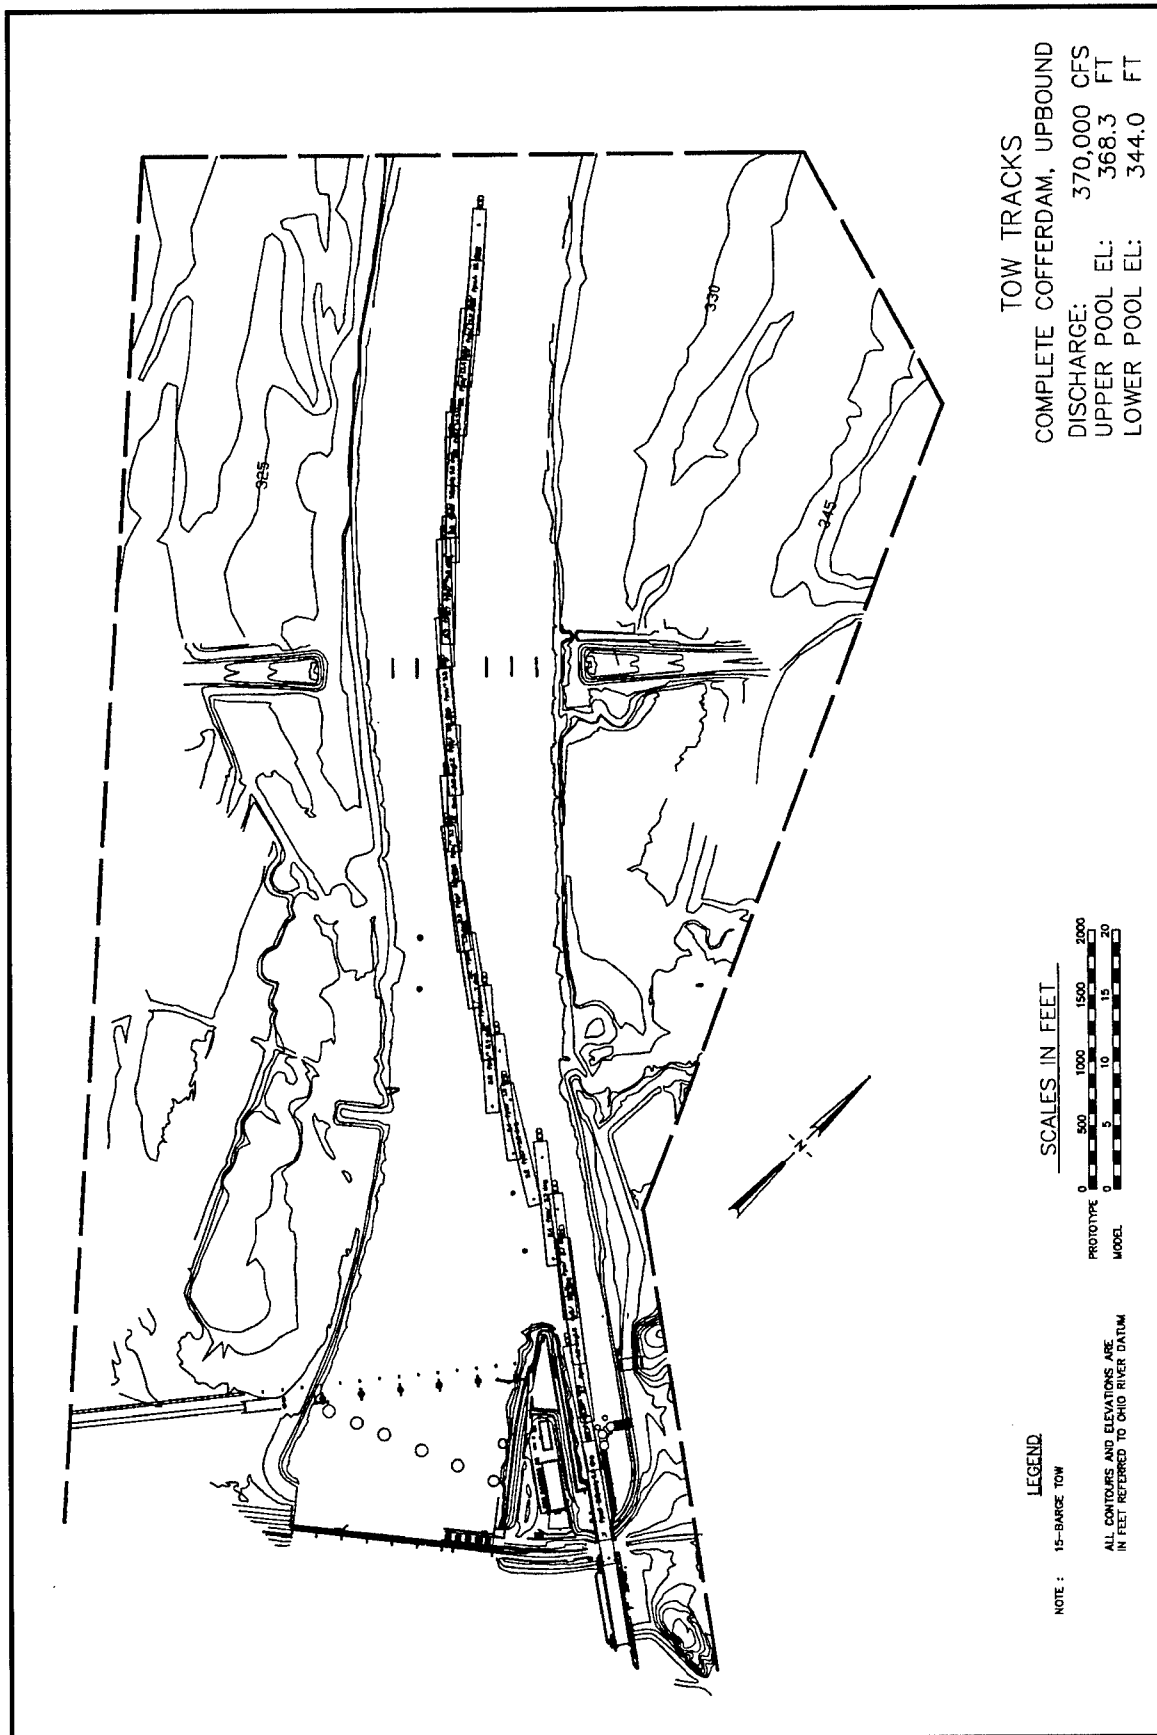 TOW TRACKS
COMPLETE COFFERDAM, UPBOUND
DISCHARGE: 370,000 CFS
UPPER POOL EL: 368.3 FT
LOWER POOL EL: 344.0 FT
325
330
345
N
SCALES IN FEET
PROTOTYPE 0 500 1000 1500 2000
MODEL 0 5 10 15 20
LEGEND
NOTE : 15-BARGE TOW
ALL CONTOURS AND ELEVATIONS ARE
IN FEET REFERRED TO OHIO RIVER DATUM